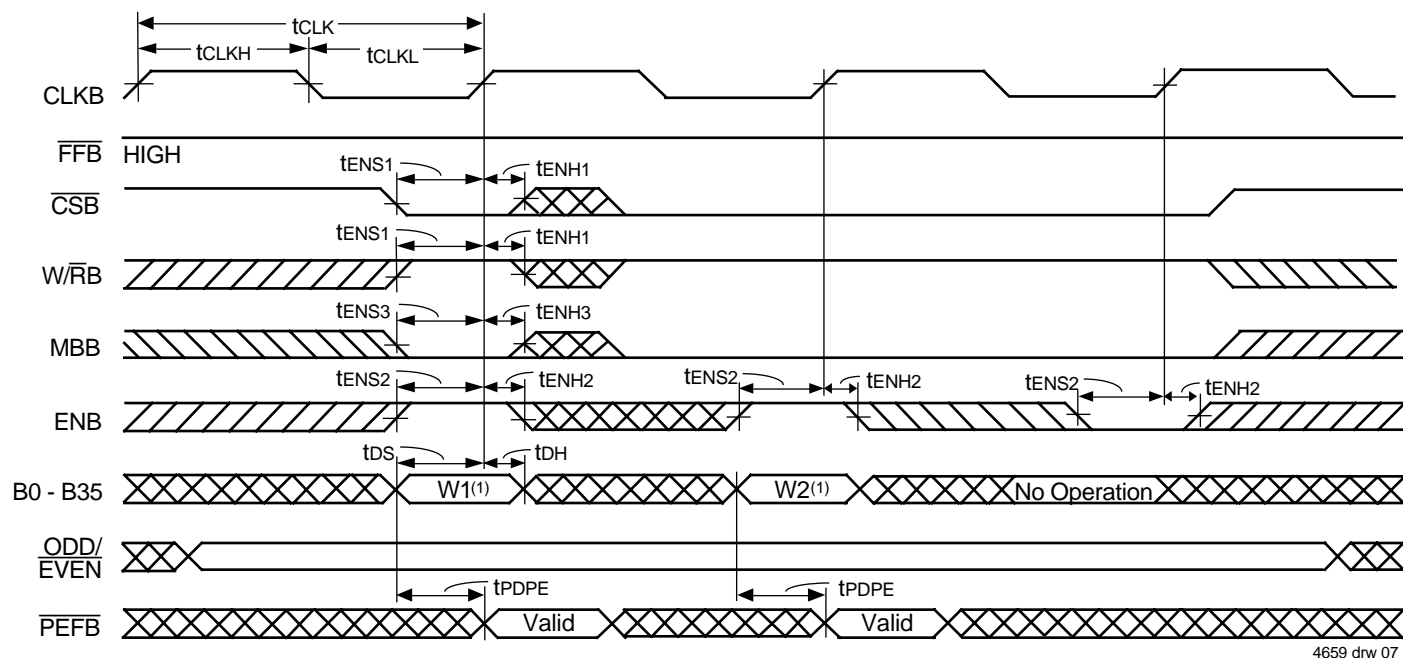 tCLK
tCLKH tCLKL
CLKB
FFB HIGH
tENS1 tENH1
CSB
tENS1 tENH1
W/RB
tENS3 tENH3
MBB
tENS2 tENH2 tENS2 tENH2 tENS2 tENH2
ENB
tDS tDH
B0 - B35 W1(1) W2(1) No Operation
ODD/
EVEN
tPDPE tPDPE
PEFB Valid Valid
4659 drw 07